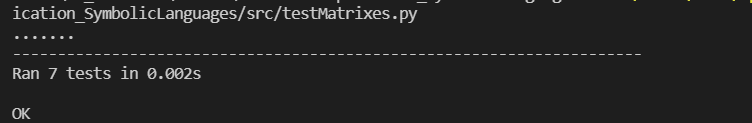 ication_SymbolicLanguages/src/testMatrixes.py
.......
----------------------------------------------------------------------
Ran 7 tests in 0.002s
OK